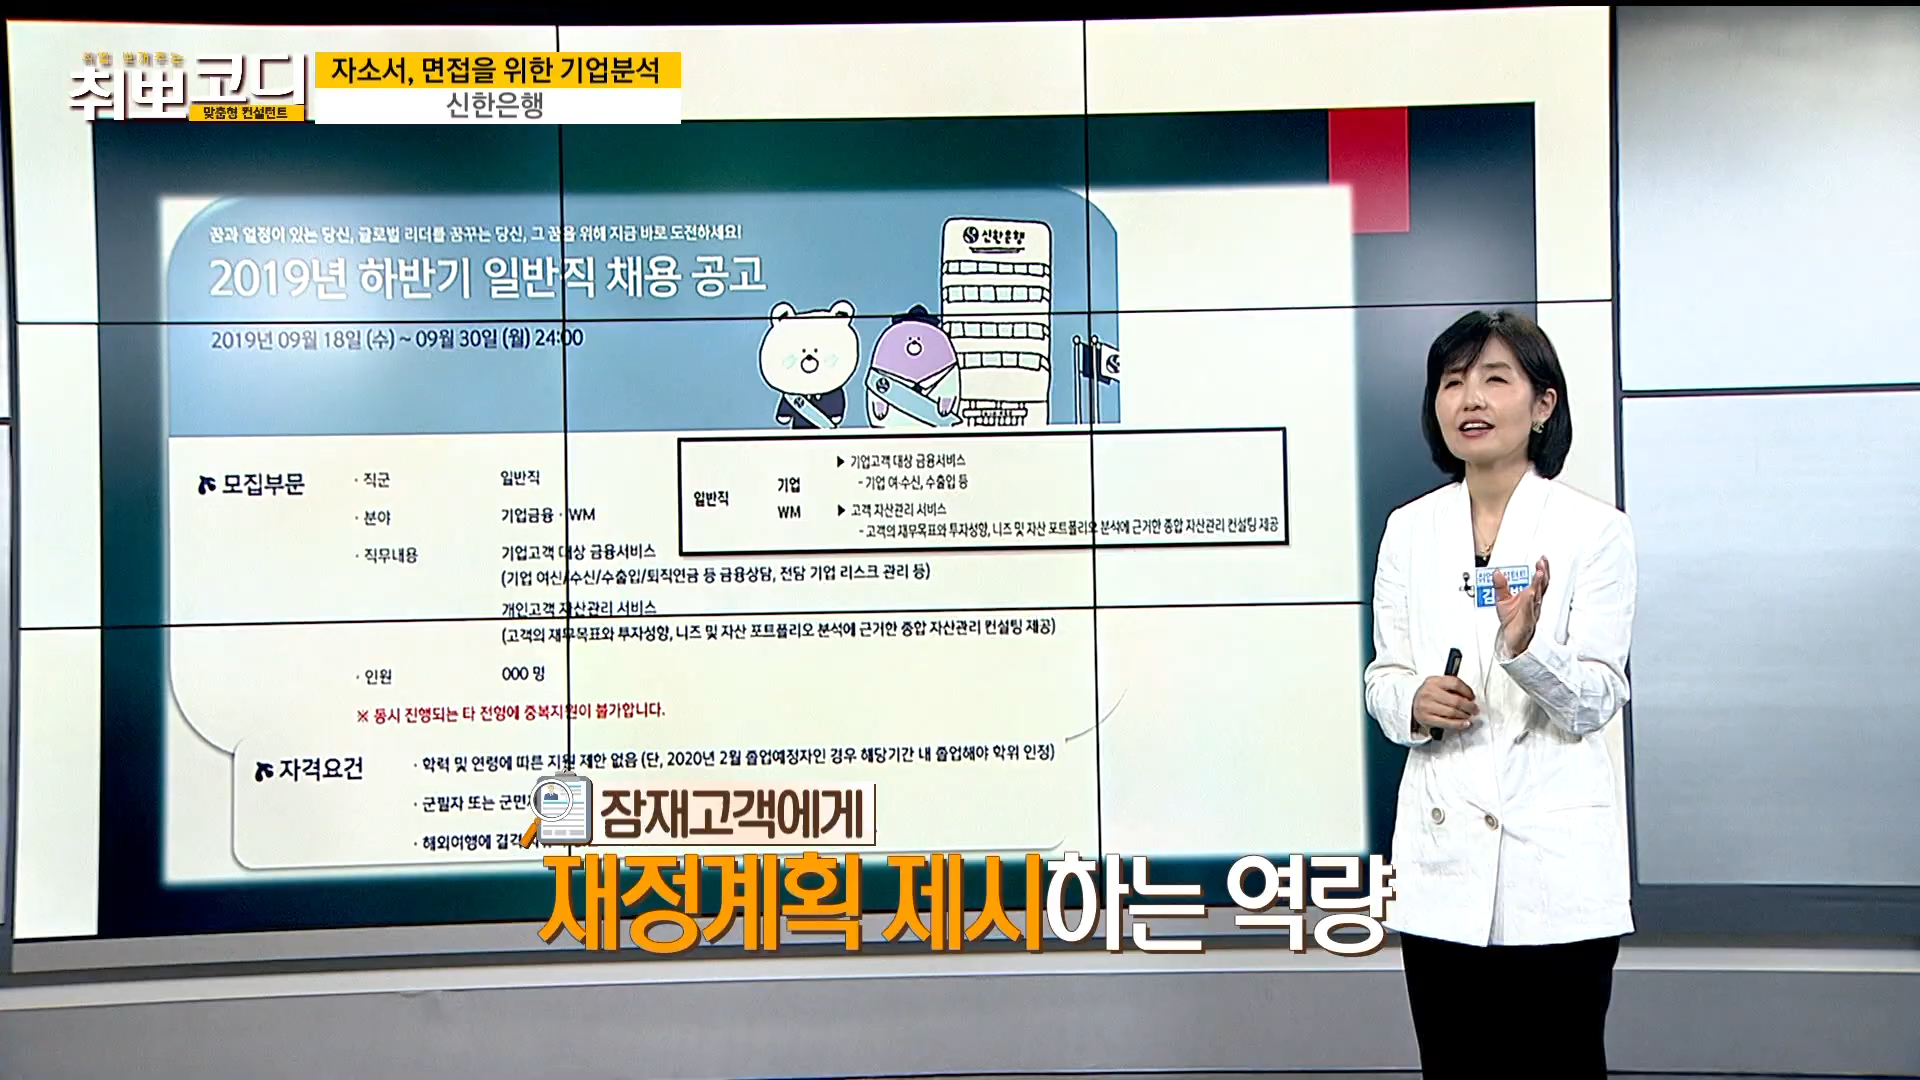 취업 뽀개주는
취뽀코디
맞춤형 컨설턴트
자소서, 면접을 위한 기업분석
신한은행
꿈과 열정이 있는 당신, 글로벌 리더를 꿈꾸는 당신, 그 꿈을 위해 지금 바로 도전하세요!
2019년 하반기 일반직 채용 공고
2019년 09월 18일 (수) ~ 09월 30일 (월) 24:00
신한은행
모집부문
· 직군 일반직
· 분야 기업금융 · WM
· 직무내용 기업고객 대상 금융서비스
(기업 여신/수신/수출입/퇴직연금 등 금융상담, 전담 기업 리스크 관리 등)
개인고객 자산관리 서비스
(고객의 재무목표와 투자성향, 니즈 및 자산 포트폴리오 분석에 근거한 종합 자산관리 컨설팅 제공)
· 인원 000 명
※ 동시 진행되는 타 전형에 중복지원이 불가합니다.
일반직
기업 ▶ 기업고객 대상 금융서비스
- 기업 여·수신, 수출입 등
WM ▶ 고객 자산관리 서비스
- 고객의 재무목표와 투자성향, 니즈 및 자산 포트폴리오 분석에 근거한 종합 자산관리 컨설팅 제공
자격요건
· 학력 및 연령에 따른 지원 제한 없음 (단, 2020년 2월 졸업예정자인 경우 해당기간 내 졸업해야 학위 인정)
· 군필자 또는
· 해외여행에
취업
김
잠재고객에게
재정계획 제시하는 역량